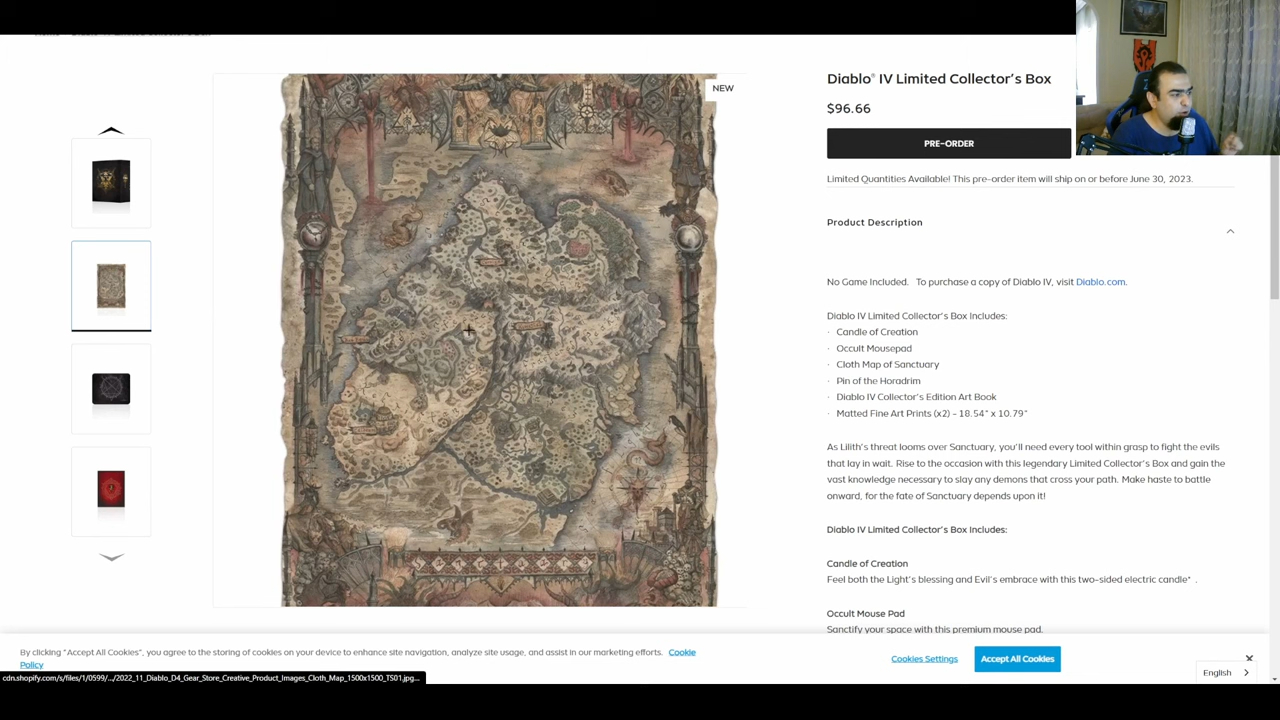 NEW
Diablo® IV Limited Collector's Box
$96.66
PRE-ORDER
Limited Quantities Available! This pre-order item will ship on or before June 30, 2023.
Product Description
No Game Included. To purchase a copy of Diablo IV, visit Diablo.com.
Diablo IV Limited Collector's Box Includes:
· Candle of Creation
· Occult Mousepad
· Cloth Map of Sanctuary
· Pin of the Horadrim
· Diablo IV Collector's Edition Art Book
· Matted Fine Art Prints (x2) – 18.54" x 10.79"
As Lilith's threat looms over Sanctuary, you'll need every tool within grasp to fight the evils
that lay in wait. Rise to the occasion with this legendary Limited Collector's Box and gain the
vast knowledge necessary to slay any demons that cross your path. Make haste to battle
onward, for the fate of Sanctuary depends upon it!
Diablo IV Limited Collector's Box Includes:
Candle of Creation
Feel both the Light's blessing and Evil's embrace with this two-sided electric candle* .
Occult Mouse Pad
Sanctify your space with this premium mouse pad.
By clicking "Accept All Cookies", you agree to the storing of cookies on your device to enhance site navigation, analyze site usage, and assist in our marketing efforts. Cookie
Policy
Cookies Settings
Accept All Cookies
English
cdn.shopify.com/s/files/1/0599/.../2022_11_Diablo_D4_Gear_Store_Creative_Product_Images_Cloth_Map_1500x1500_TS01.jpg...